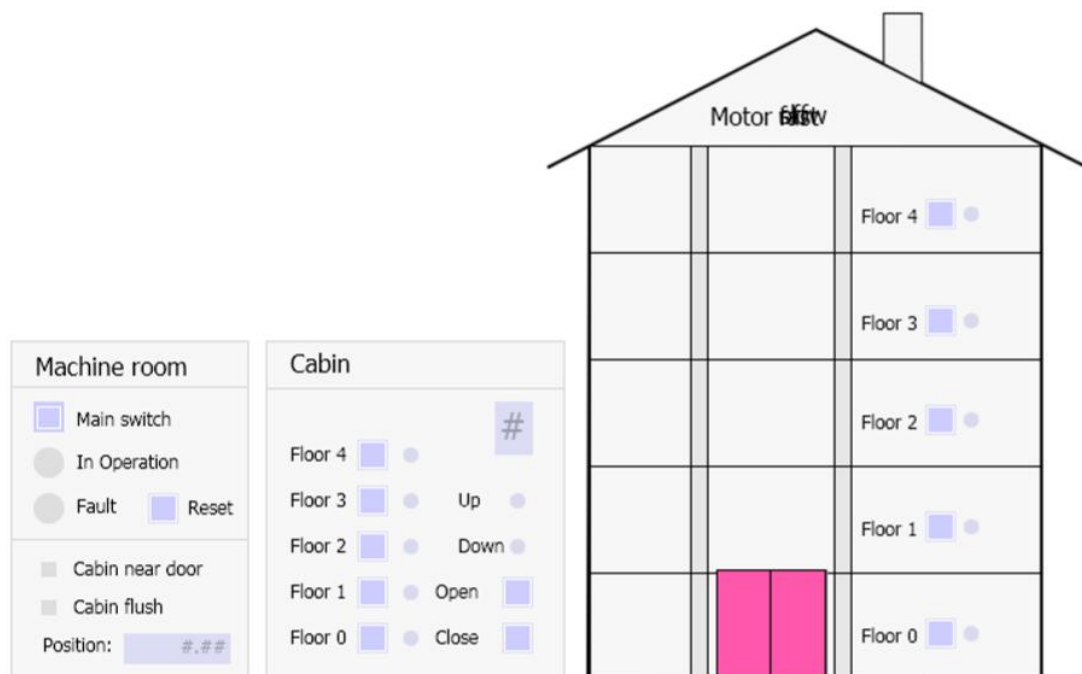 Motor
Floor 4
Floor 3
Floor 2
Floor 1
Floor 0
Machine room
Main switch
In Operation
Fault Reset
Cabin near door
Cabin flush
Position: #.##
Cabin
#
Floor 4
Floor 3 Up
Floor 2 Down
Floor 1 Open
Floor 0 Close